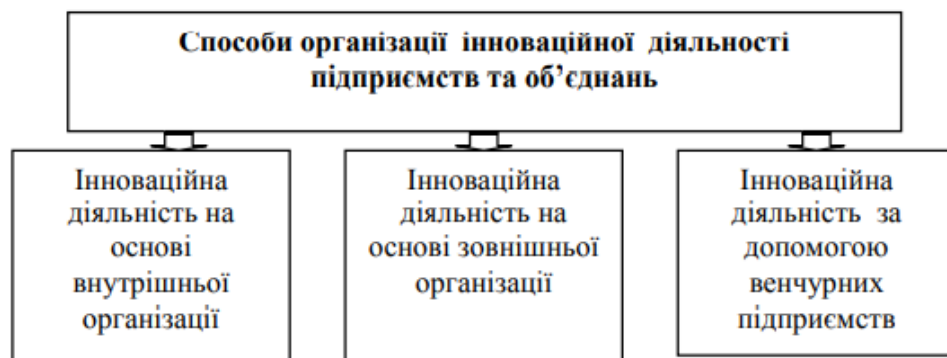 Способи організації інноваційної діяльності
підприємств та об’єднань
Інноваційна
діяльність на
основі
внутрішньої
організації
Інноваційна
діяльність на
основі зовнішньої
організації
Інноваційна
діяльність за
допомогою
венчурних
підприємств